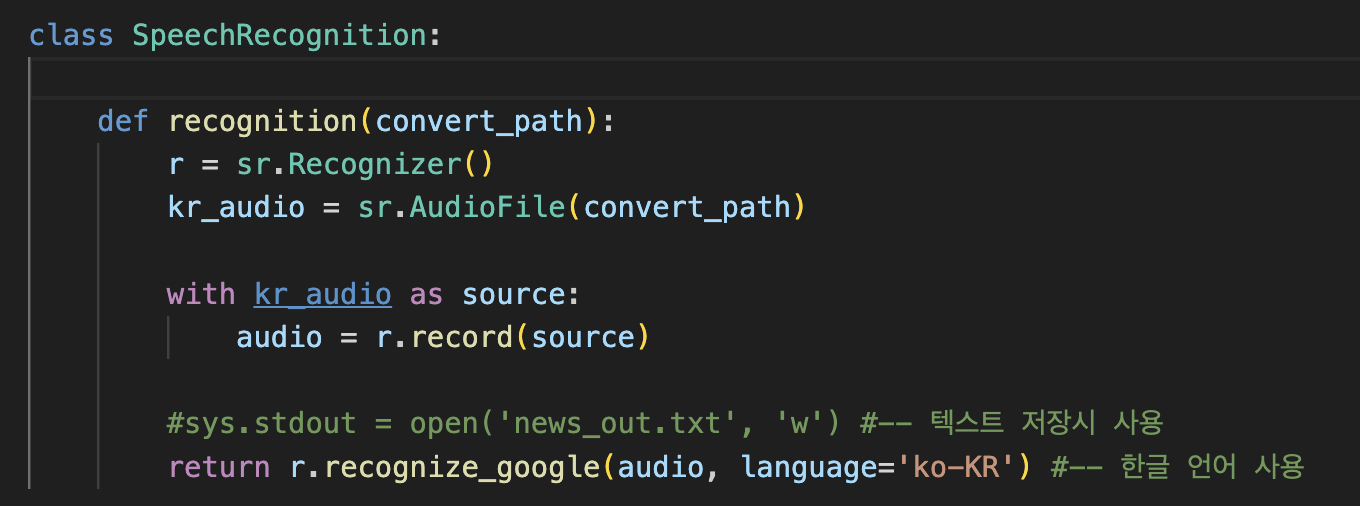 class SpeechRecognition:
    def recognition(convert_path):
        r = sr.Recognizer()
        kr_audio = sr.AudioFile(convert_path)
        with kr_audio as source:
            audio = r.record(source)
        #sys.stdout = open('news_out.txt', 'w') #-- 텍스트 저장시 사용
        return r.recognize_google(audio, language='ko-KR') #-- 한글 언어 사용